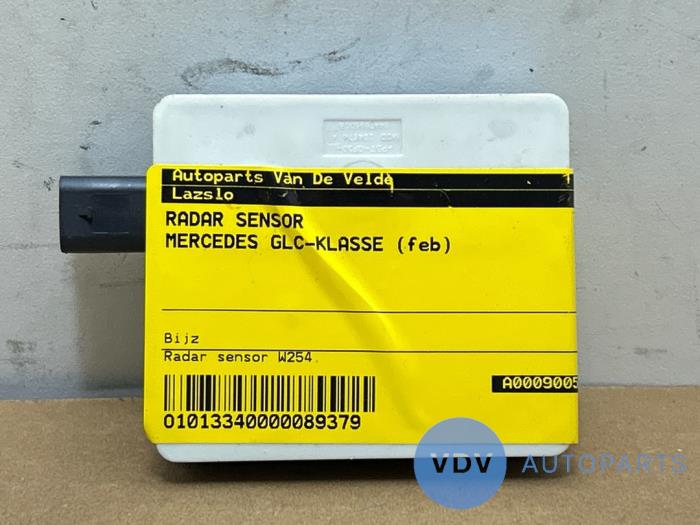 Autoparts Van De Velde
Lazslo
RADAR SENSOR
MERCEDES GLC-KLASSE (feb)
Bijz
Radar sensor W254
A0009005
01013340000089379
VDV AUTOPARTS